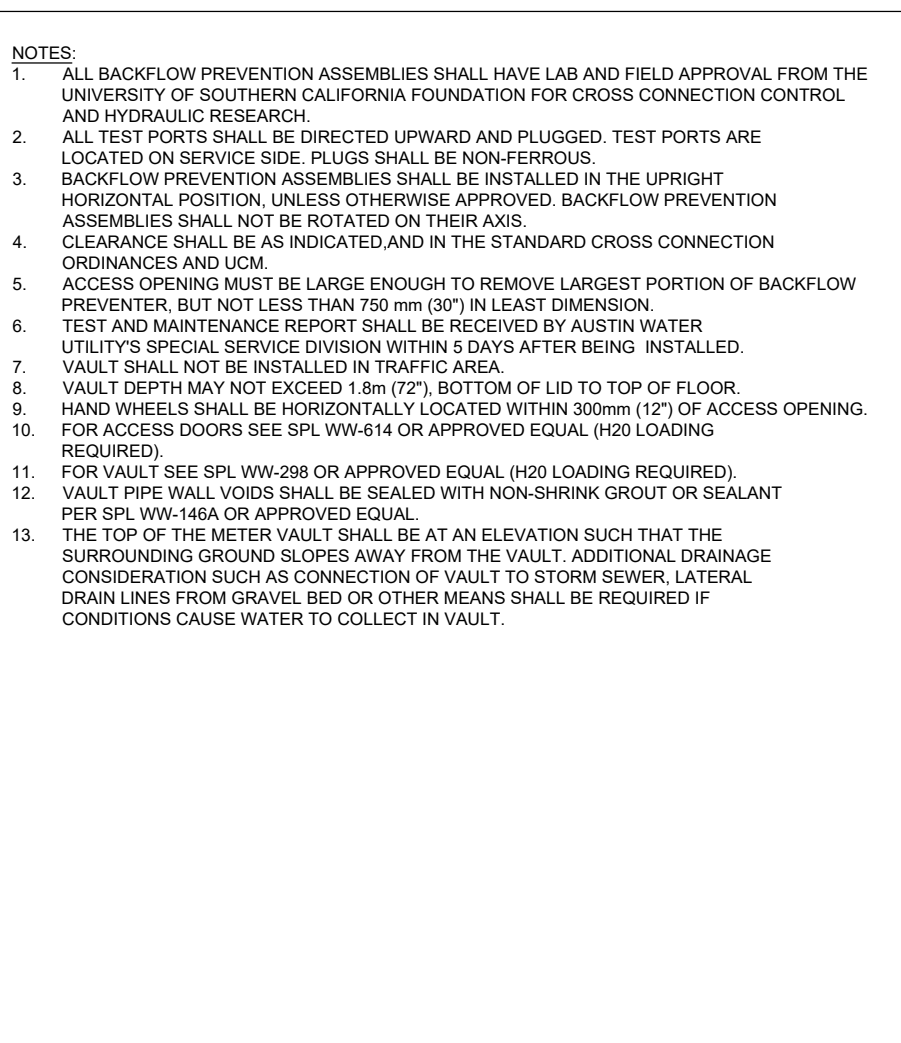 NOTES:
1. ALL BACKFLOW PREVENTION ASSEMBLIES SHALL HAVE LAB AND FIELD APPROVAL FROM THE
UNIVERSITY OF SOUTHERN CALIFORNIA FOUNDATION FOR CROSS CONNECTION CONTROL
AND HYDRAULIC RESEARCH.
2. ALL TEST PORTS SHALL BE DIRECTED UPWARD AND PLUGGED. TEST PORTS ARE
LOCATED ON SERVICE SIDE. PLUGS SHALL BE NON-FERROUS.
3. BACKFLOW PREVENTION ASSEMBLIES SHALL BE INSTALLED IN THE UPRIGHT
HORIZONTAL POSITION, UNLESS OTHERWISE APPROVED. BACKFLOW PREVENTION
ASSEMBLIES SHALL NOT BE ROTATED ON THEIR AXIS.
4. CLEARANCE SHALL BE AS INDICATED,AND IN THE STANDARD CROSS CONNECTION
ORDINANCES AND UCM.
5. ACCESS OPENING MUST BE LARGE ENOUGH TO REMOVE LARGEST PORTION OF BACKFLOW
PREVENTER, BUT NOT LESS THAN 750 mm (30") IN LEAST DIMENSION.
6. TEST AND MAINTENANCE REPORT SHALL BE RECEIVED BY AUSTIN WATER
UTILITY'S SPECIAL SERVICE DIVISION WITHIN 5 DAYS AFTER BEING INSTALLED.
7. VAULT SHALL NOT BE INSTALLED IN TRAFFIC AREA.
8. VAULT DEPTH MAY NOT EXCEED 1.8m (72"), BOTTOM OF LID TO TOP OF FLOOR.
9. HAND WHEELS SHALL BE HORIZONTALLY LOCATED WITHIN 300mm (12") OF ACCESS OPENING.
10. FOR ACCESS DOORS SEE SPL WW-614 OR APPROVED EQUAL (H20 LOADING
REQUIRED).
11. FOR VAULT SEE SPL WW-298 OR APPROVED EQUAL (H20 LOADING REQUIRED).
12. VAULT PIPE WALL VOIDS SHALL BE SEALED WITH NON-SHRINK GROUT OR SEALANT
PER SPL WW-146A OR APPROVED EQUAL.
13. THE TOP OF THE METER VAULT SHALL BE AT AN ELEVATION SUCH THAT THE
SURROUNDING GROUND SLOPES AWAY FROM THE VAULT. ADDITIONAL DRAINAGE
CONSIDERATION SUCH AS CONNECTION OF VAULT TO STORM SEWER, LATERAL
DRAIN LINES FROM GRAVEL BED OR OTHER MEANS SHALL BE REQUIRED IF
CONDITIONS CAUSE WATER TO COLLECT IN VAULT.